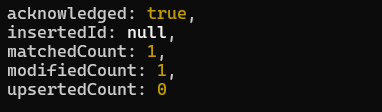 acknowledged: true,
insertedId: null,
matchedCount: 1,
modifiedCount: 1,
upsertedCount: 0